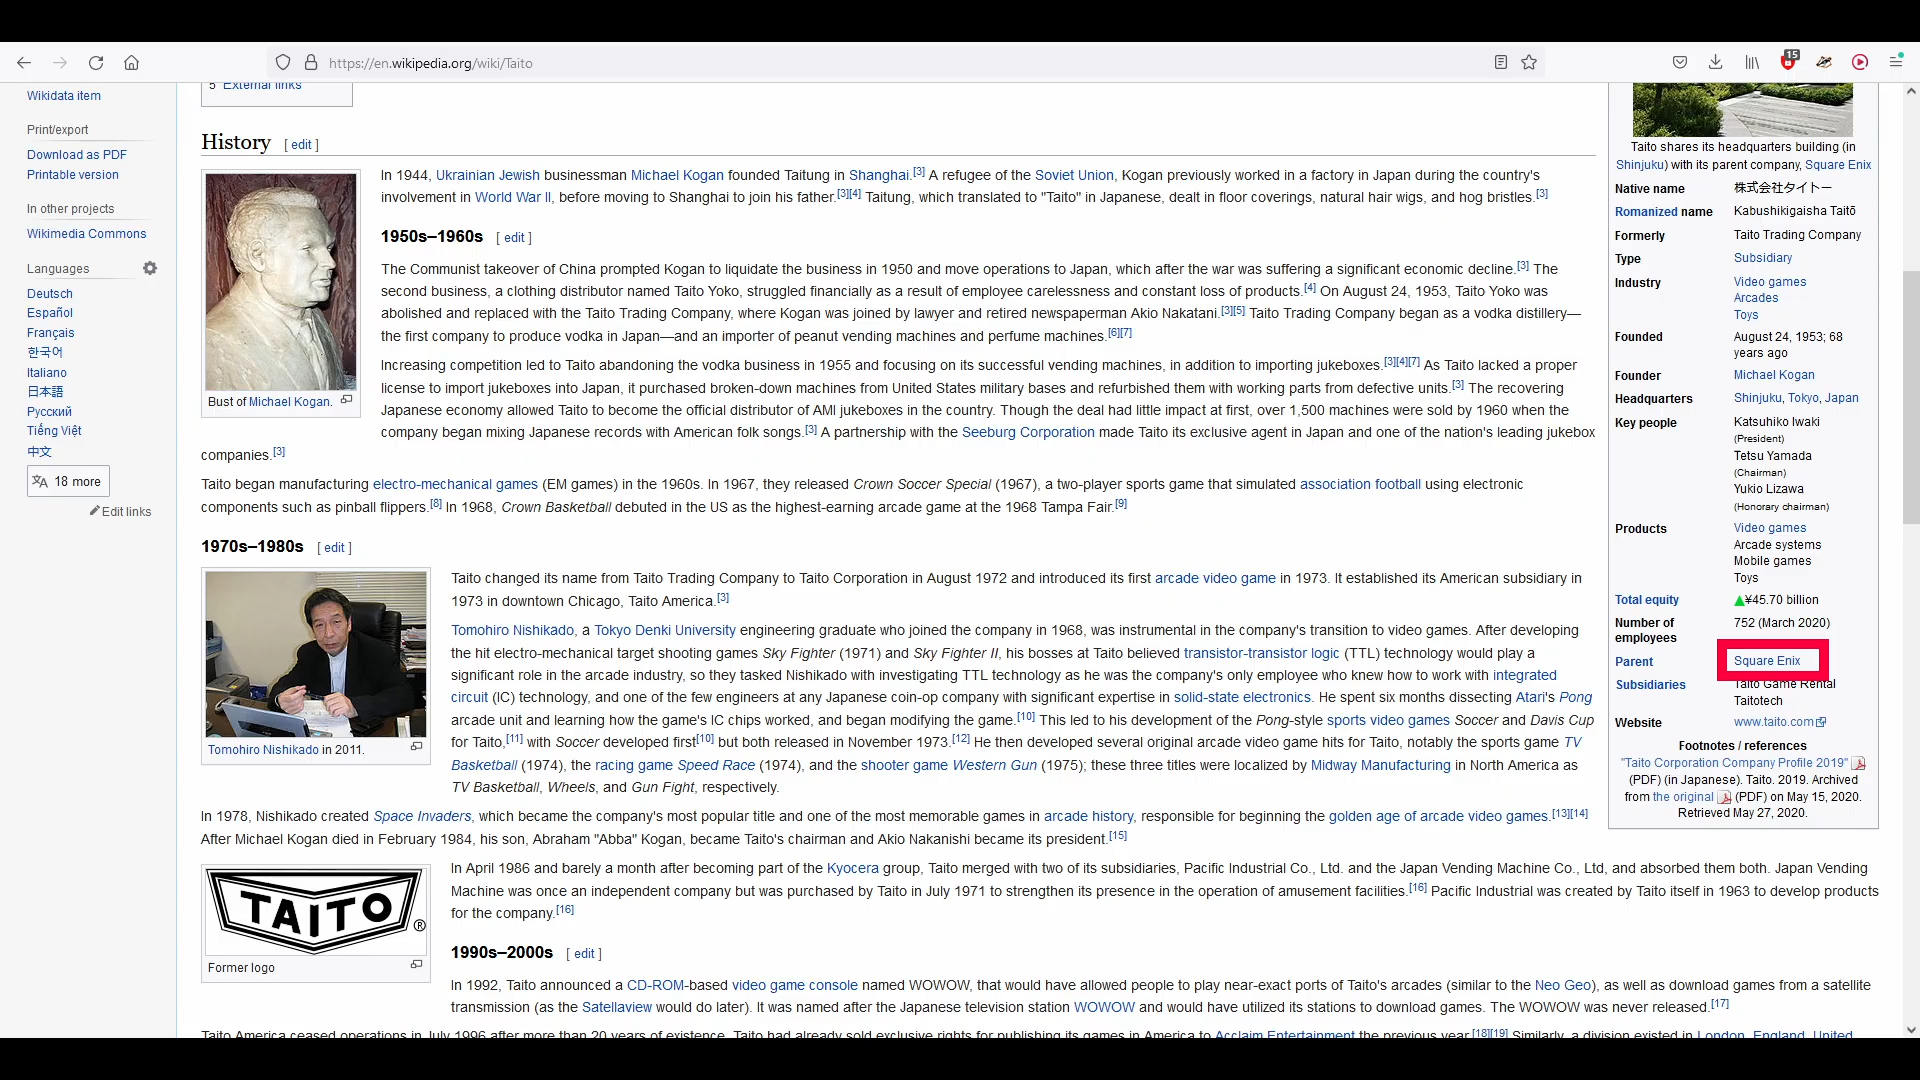 https://en.wikipedia.org/wiki/Taito
15
Wikidata item
Print/export
Download as PDF
Printable version
In other projects
Wikimedia Commons
Languages
Deutsch
Español
Français
한국어
Italiano
日本語
Русский
Tiếng Việt
中文
18 more
Edit links
5 External links
History [ edit ]
Bust of Michael Kogan.
In 1944, Ukrainian Jewish businessman Michael Kogan founded Taitung in Shanghai.[3] A refugee of the Soviet Union, Kogan previously worked in a factory in Japan during the country's
involvement in World War II, before moving to Shanghai to join his father.[3][4] Taitung, which translated to "Taito" in Japanese, dealt in floor coverings, natural hair wigs, and hog bristles.[3]
1950s–1960s [ edit ]
The Communist takeover of China prompted Kogan to liquidate the business in 1950 and move operations to Japan, which after the war was suffering a significant economic decline.[3] The
second business, a clothing distributor named Taito Yoko, struggled financially as a result of employee carelessness and constant loss of products.[4] On August 24, 1953, Taito Yoko was
abolished and replaced with the Taito Trading Company, where Kogan was joined by lawyer and retired newspaperman Akio Nakatani.[3][5] Taito Trading Company began as a vodka distillery—
the first company to produce vodka in Japan—and an importer of peanut vending machines and perfume machines.[6][7]
Increasing competition led to Taito abandoning the vodka business in 1955 and focusing on its successful vending machines, in addition to importing jukeboxes.[3][4][7] As Taito lacked a proper
license to import jukeboxes into Japan, it purchased broken-down machines from United States military bases and refurbished them with working parts from defective units.[3] The recovering
Japanese economy allowed Taito to become the official distributor of AMI jukeboxes in the country. Though the deal had little impact at first, over 1,500 machines were sold by 1960 when the
company began mixing Japanese records with American folk songs.[3] A partnership with the Seeburg Corporation made Taito its exclusive agent in Japan and one of the nation's leading jukebox
companies.[3]
Taito began manufacturing electro-mechanical games (EM games) in the 1960s. In 1967, they released Crown Soccer Special (1967), a two-player sports game that simulated association football using electronic
components such as pinball flippers.[8] In 1968, Crown Basketball debuted in the US as the highest-earning arcade game at the 1968 Tampa Fair.[9]
1970s–1980s [ edit ]
Tomohiro Nishikado in 2011.
Taito changed its name from Taito Trading Company to Taito Corporation in August 1972 and introduced its first arcade video game in 1973. It established its American subsidiary in
1973 in downtown Chicago, Taito America.[3]
Tomohiro Nishikado, a Tokyo Denki University engineering graduate who joined the company in 1968, was instrumental in the company's transition to video games. After developing
the hit electro-mechanical target shooting games Sky Fighter (1971) and Sky Fighter II, his bosses at Taito believed transistor-transistor logic (TTL) technology would play a
significant role in the arcade industry, so they tasked Nishikado with investigating TTL technology as he was the company's only employee who knew how to work with integrated
circuit (IC) technology, and one of the few engineers at any Japanese coin-op company with significant expertise in solid-state electronics. He spent six months dissecting Atari's Pong
arcade unit and learning how the game's IC chips worked, and began modifying the game.[10] This led to his development of the Pong-style sports video games Soccer and Davis Cup
for Taito,[11] with Soccer developed first[10] but both released in November 1973.[12] He then developed several original arcade video game hits for Taito, notably the sports game TV
Basketball (1974), the racing game Speed Race (1974), and the shooter game Western Gun (1975); these three titles were localized by Midway Manufacturing in North America as
TV Basketball, Wheels, and Gun Fight, respectively.
In 1978, Nishikado created Space Invaders, which became the company's most popular title and one of the most memorable games in arcade history, responsible for beginning the golden age of arcade video games.[13][14]
After Michael Kogan died in February 1984, his son, Abraham "Abba" Kogan, became Taito's chairman and Akio Nakanishi became its president.[15]
TAITO ®
Former logo
In April 1986 and barely a month after becoming part of the Kyocera group, Taito merged with two of its subsidiaries, Pacific Industrial Co., Ltd. and the Japan Vending Machine Co., Ltd, and absorbed them both. Japan Vending
Machine was once an independent company but was purchased by Taito in July 1971 to strengthen its presence in the operation of amusement facilities.[16] Pacific Industrial was created by Taito itself in 1963 to develop products
for the company.[16]
1990s–2000s [ edit ]
In 1992, Taito announced a CD-ROM-based video game console named WOWOW, that would have allowed people to play near-exact ports of Taito's arcades (similar to the Neo Geo), as well as download games from a satellite
transmission (as the Satellaview would do later). It was named after the Japanese television station WOWOW and would have utilized its stations to download games. The WOWOW was never released.[17]
Taito America ceased operations in July 1996 after more than 20 years of existence. Taito had already sold exclusive rights for publishing its games in America to Acclaim Entertainment the previous year.[18][19] Similarly, a division existed in London, England, United
Taito shares its headquarters building (in
Shinjuku) with its parent company, Square Enix
Native name 株式会社タイトー
Romanized name Kabushikigaisha Taitō
Formerly Taito Trading Company
Type Subsidiary
Industry Video games
Arcades
Toys
Founded August 24, 1953; 68
years ago
Founder Michael Kogan
Headquarters Shinjuku, Tokyo, Japan
Key people Katsuhiko Iwaki
(President)
Tetsu Yamada
(Chairman)
Yukio Lizawa
(Honorary chairman)
Products Video games
Arcade systems
Mobile games
Toys
Total equity ▲¥45.70 billion
Number of employees 752 (March 2020)
Parent Square Enix
Subsidiaries Taito Game Rental
Taitotech
Website www.taito.com
Footnotes / references
"Taito Corporation Company Profile 2019"
(PDF) (in Japanese). Taito. 2019. Archived
from the original (PDF) on May 15, 2020.
Retrieved May 27, 2020.